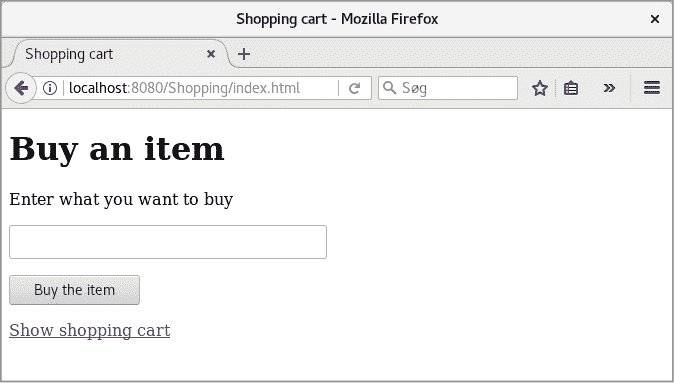 Shopping cart - Mozilla Firefox
Shopping cart
localhost:8080/Shopping/index.html
Søg
Buy an item
Enter what you want to buy
Buy the item
Show shopping cart